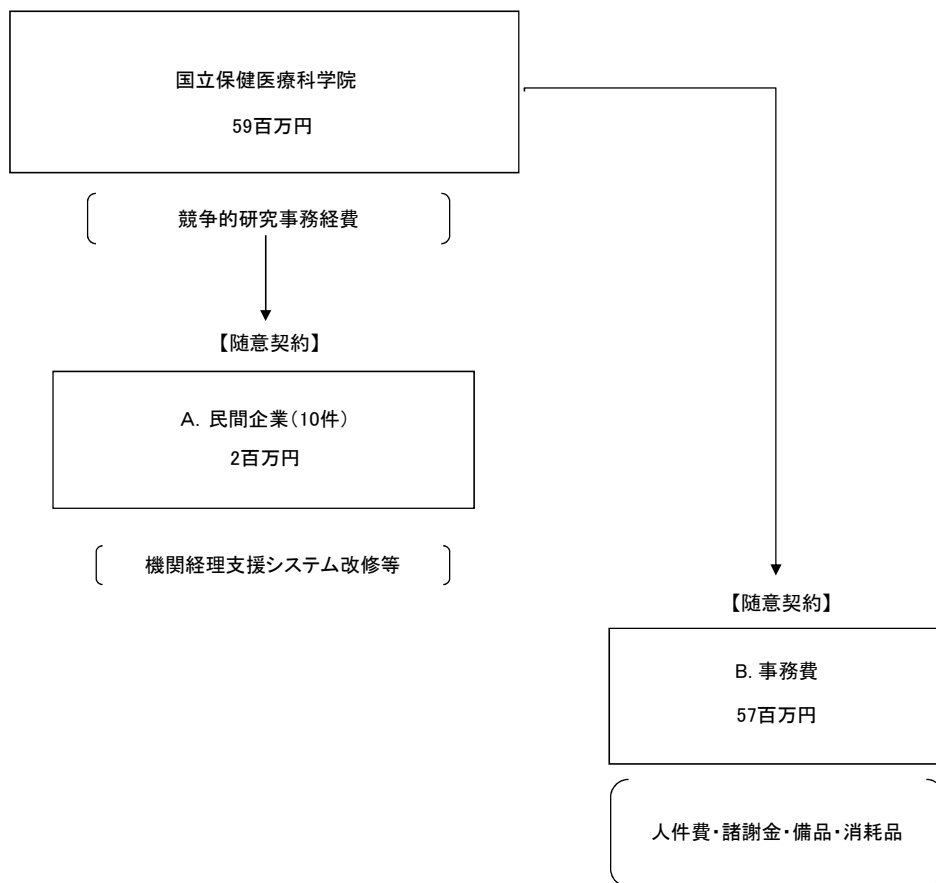 国立保健医療科学院
59百万円
競争的研究事務経費
【随意契約】
A. 民間企業(10件)
2百万円
機関経理支援システム改修等
【随意契約】
B. 事務費
57百万円
人件費・諸謝金・備品・消耗品